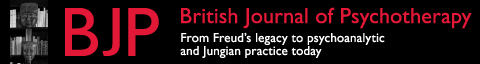 BJP
British Journal of Psychotherapy
From Freud's legacy to psychoanalytic
and Jungian practice today